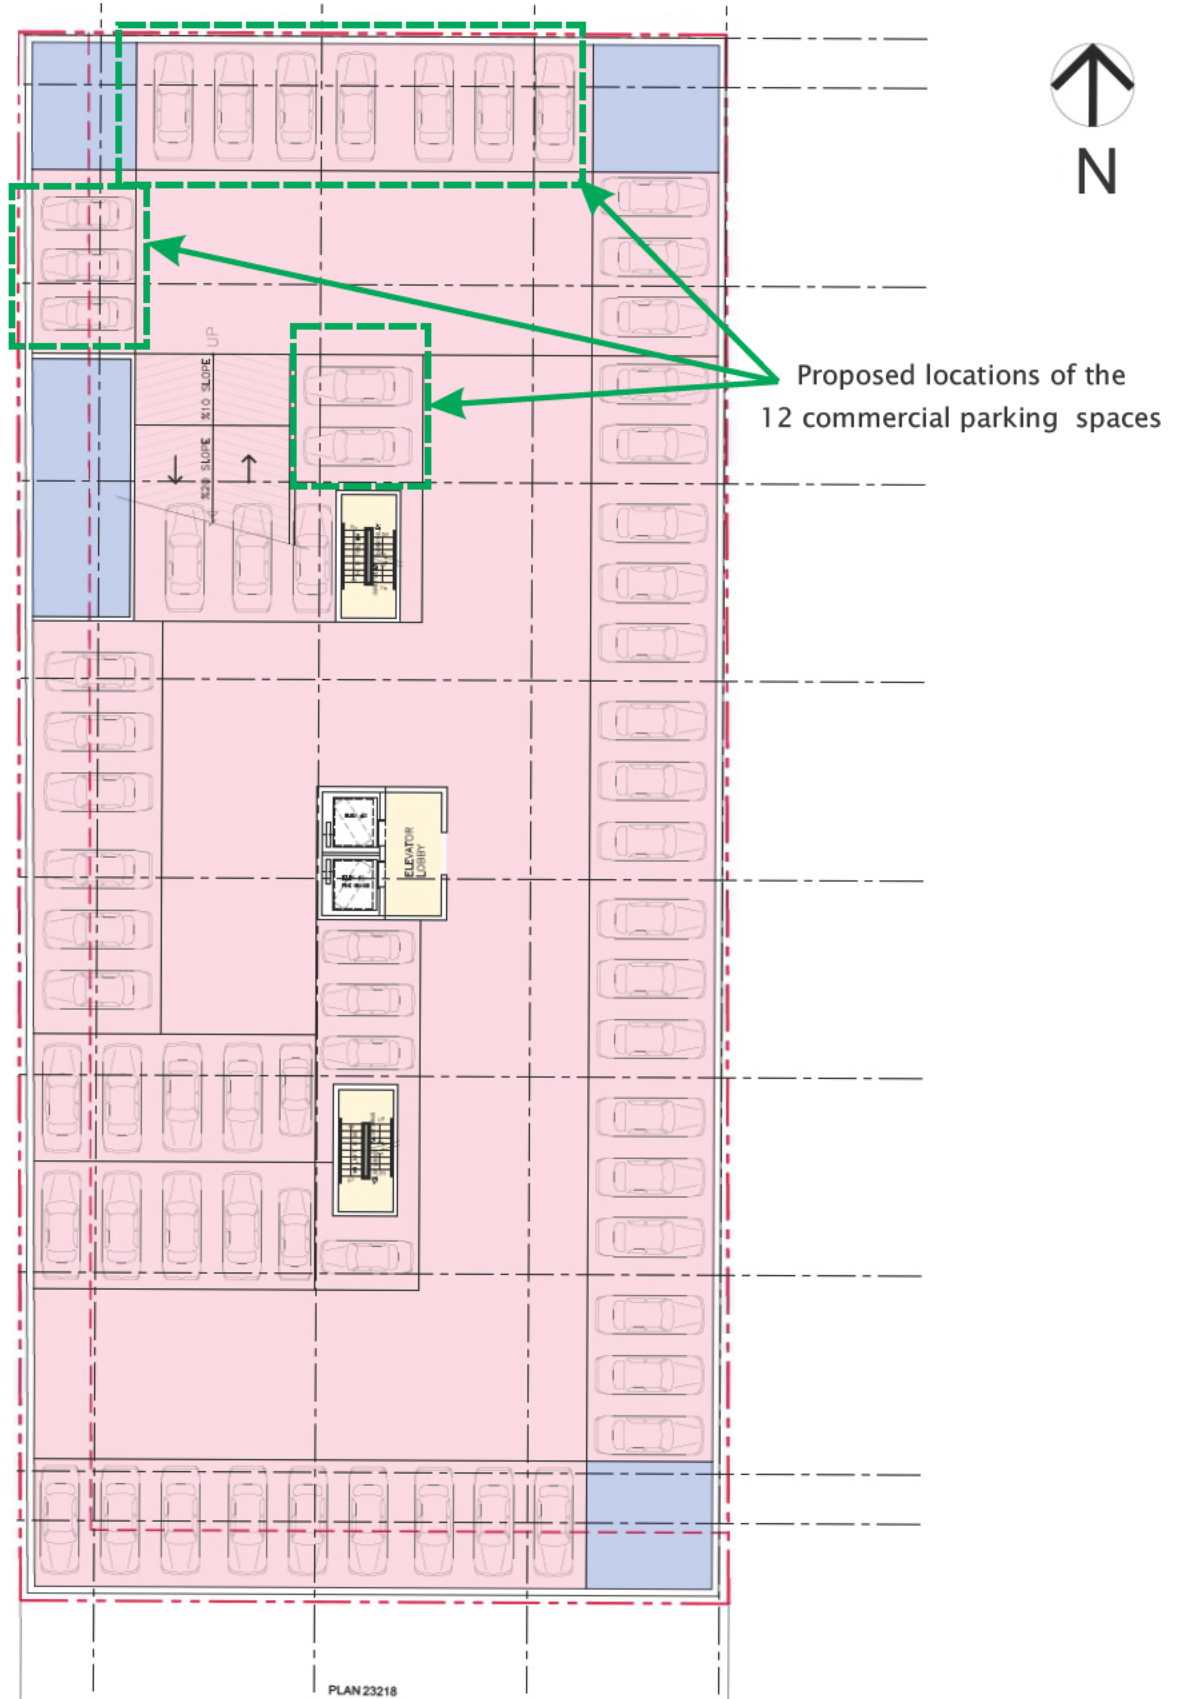 N
Proposed locations of the
12 commercial parking spaces
UP
%10 SLOPE
%20 SLOPE
ELEVATOR
LOBBY
PLAN 23218